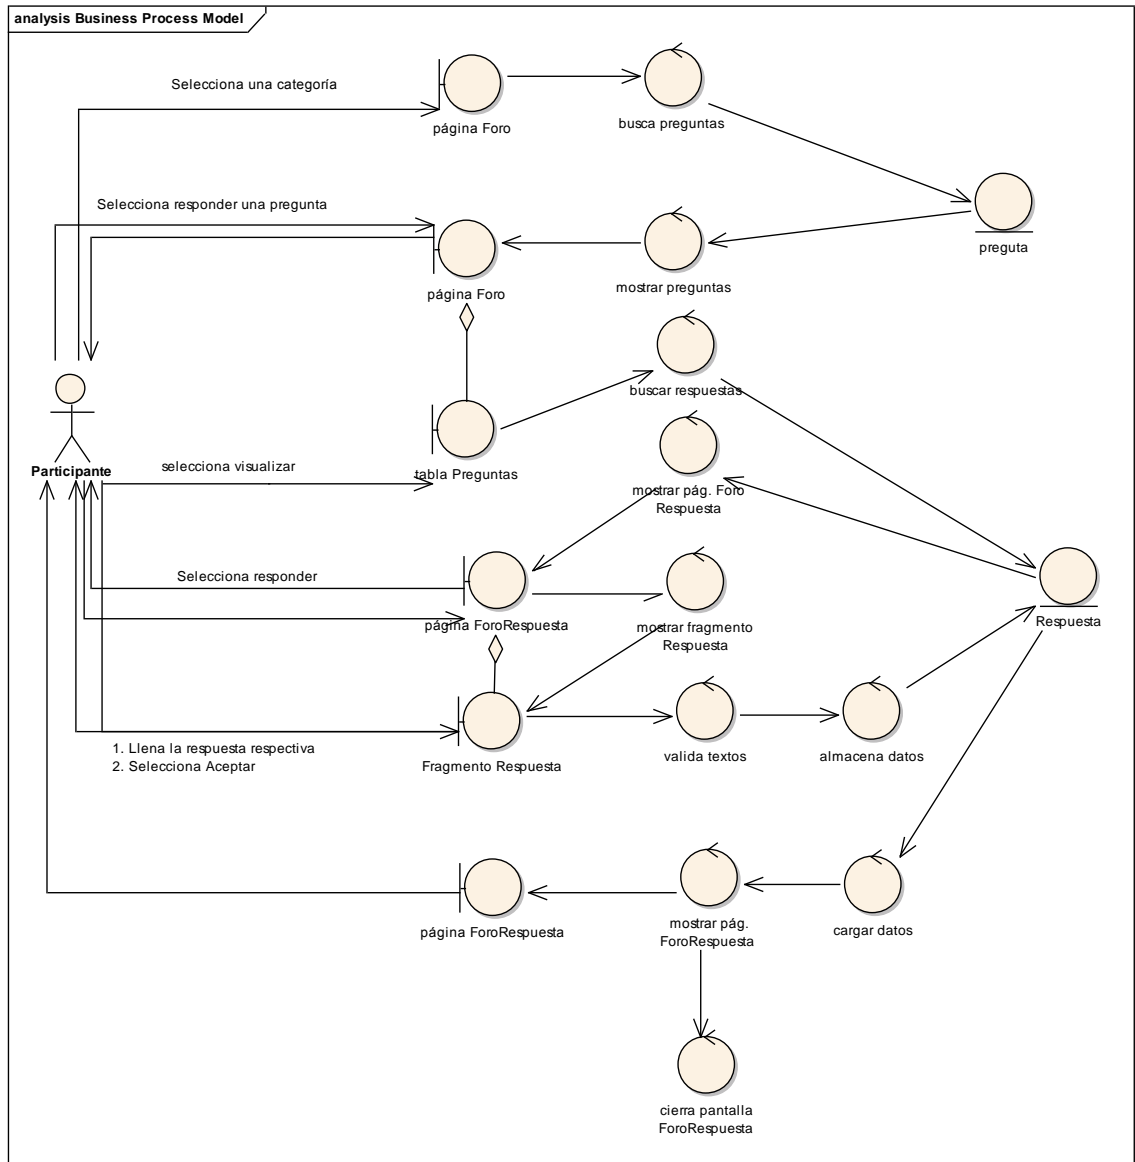 analysis Business Process Model
Selecciona una categoría
página Foro
busca preguntas
Selecciona responder una pregunta
preguta
página Foro
mostrar preguntas
buscar respuestas
Participante
selecciona visualizar
tabla Preguntas
mostrar pág. Foro
Respuesta
Selecciona responder
página ForoRespuesta
mostrar fragmento
Respuesta
Respuesta
1. Llena la respuesta respectiva
2. Selecciona Aceptar
Fragmento Respuesta
valida textos
almacena datos
página ForoRespuesta
mostrar pág.
ForoRespuesta
cargar datos
cierra pantalla
ForoRespuesta